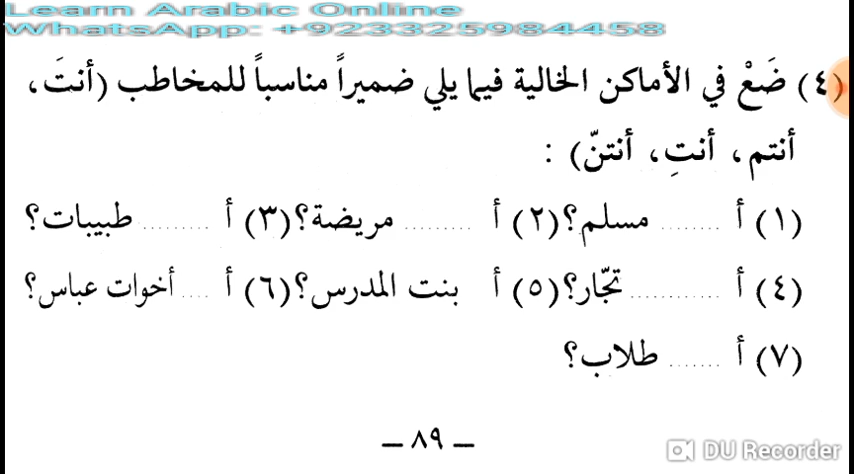 Learn Arabic Online
WhatsApp: +923325984458
(٤) ضَعْ في الأماكن الخالية فيما يلي ضميراً مناسباً للمخاطب (أنتَ،
أنتم، أنتِ، أنتنّ) :
(١) أ ........ مسلم؟ (٢) أ ......... مريضة؟ (٣) أ ......... طبيبات؟
(٤) أ ............ تجّار؟ (٥) أ بنت المدرس؟ (٦) أ .... أخوات عباس؟
(٧) أ ....... طلاب؟
– ٨٩ –
DU Recorder